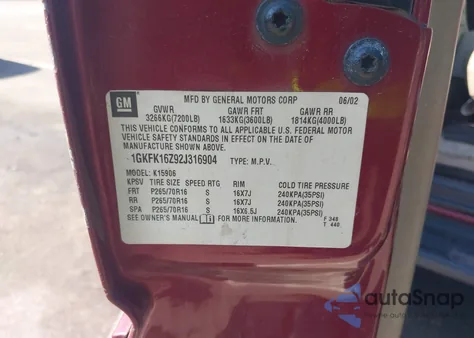 GM
MFD BY GENERAL MOTORS CORP 06/02
GVWR GAWR FRT GAWR RR
3266KG(7200LB) 1633KG(3600LB) 1814KG(4000LB)
THIS VEHICLE CONFORMS TO ALL APPLICABLE U.S. FEDERAL MOTOR
VEHICLE SAFETY STANDARDS IN EFFECT ON THE DATE OF
MANUFACTURE SHOWN ABOVE.
1GKFK16Z92J316904 TYPE: M.P.V.
MODEL: K15906
KPSV TIRE SIZE SPEED RTG RIM COLD TIRE PRESSURE
FRT P265/70R16 S 16X7J 240KPA(35PSI)
RR P265/70R16 S 16X7J 240KPA(35PSI)
SPA P265/70R16 S 16X6.5J 240KPA(35PSI)
SEE OWNER'S MANUAL FOR MORE INFORMATION.
F 348
T 440
autoSnap